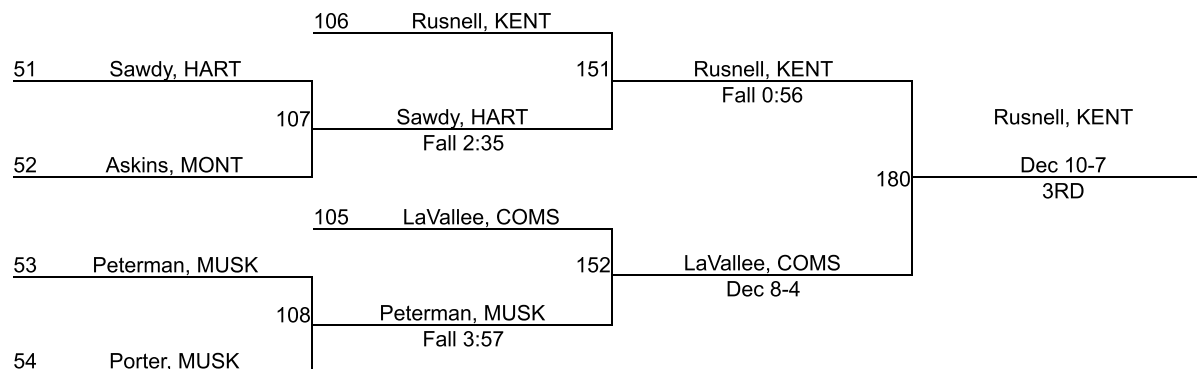 106 Rusnell, KENT
51 Sawdy, HART
151 Rusnell, KENT
Fall 0:56
107 Sawdy, HART
Fall 2:35
Rusnell, KENT
52 Askins, MONT
Dec 10-7
180
3RD
105 LaVallee, COMS
53 Peterman, MUSK
152 LaVallee, COMS
Dec 8-4
108 Peterman, MUSK
Fall 3:57
54 Porter, MUSK